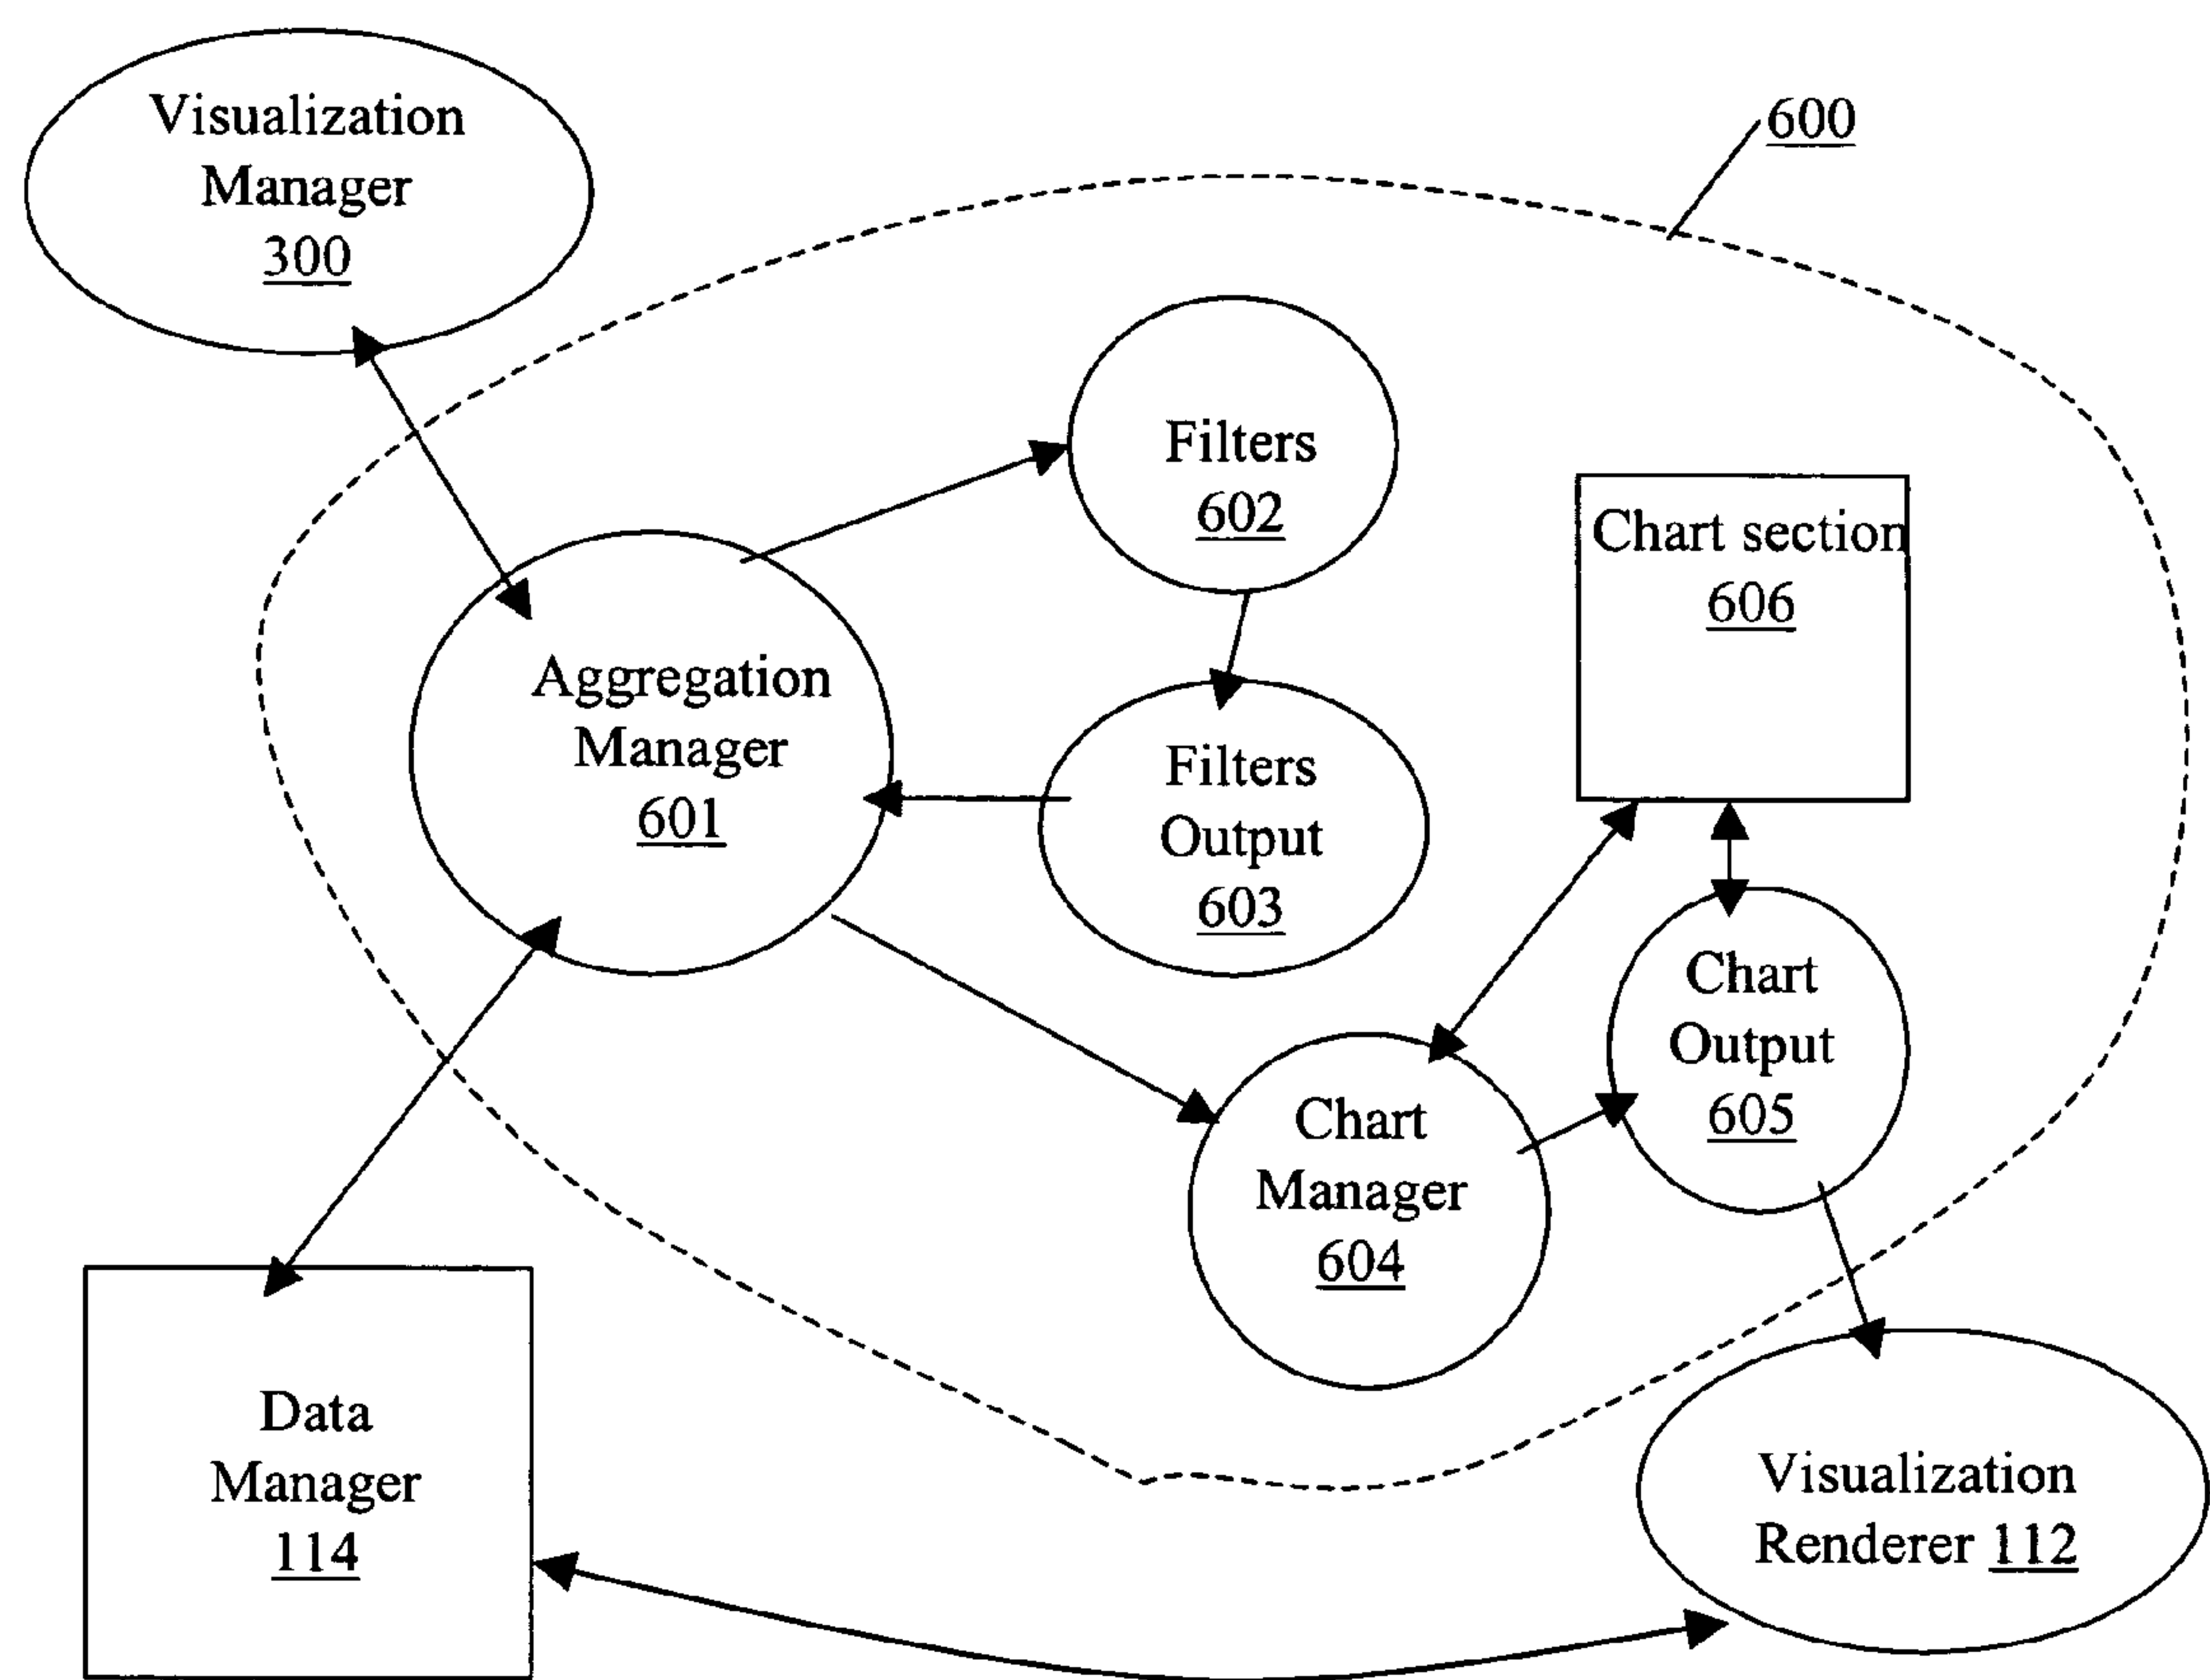 Visualization
Manager
300
600
Filters
602
Chart section
606
Aggregation
Manager
601
Filters
Output
603
Chart
Output
605
Chart
Manager
604
Data
Manager
114
Visualization
Renderer 112